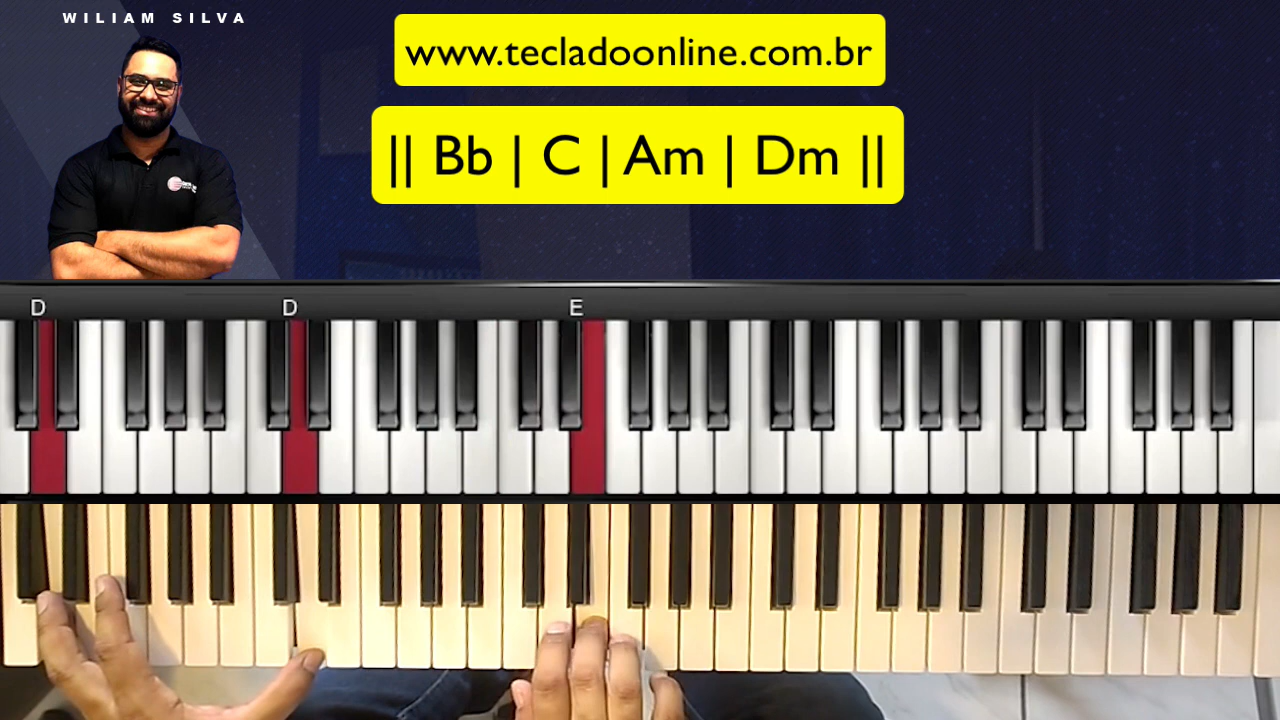 WILIAM SILVA
www.tecladoonline.com.br
|| Bb | C | Am | Dm ||
D D E